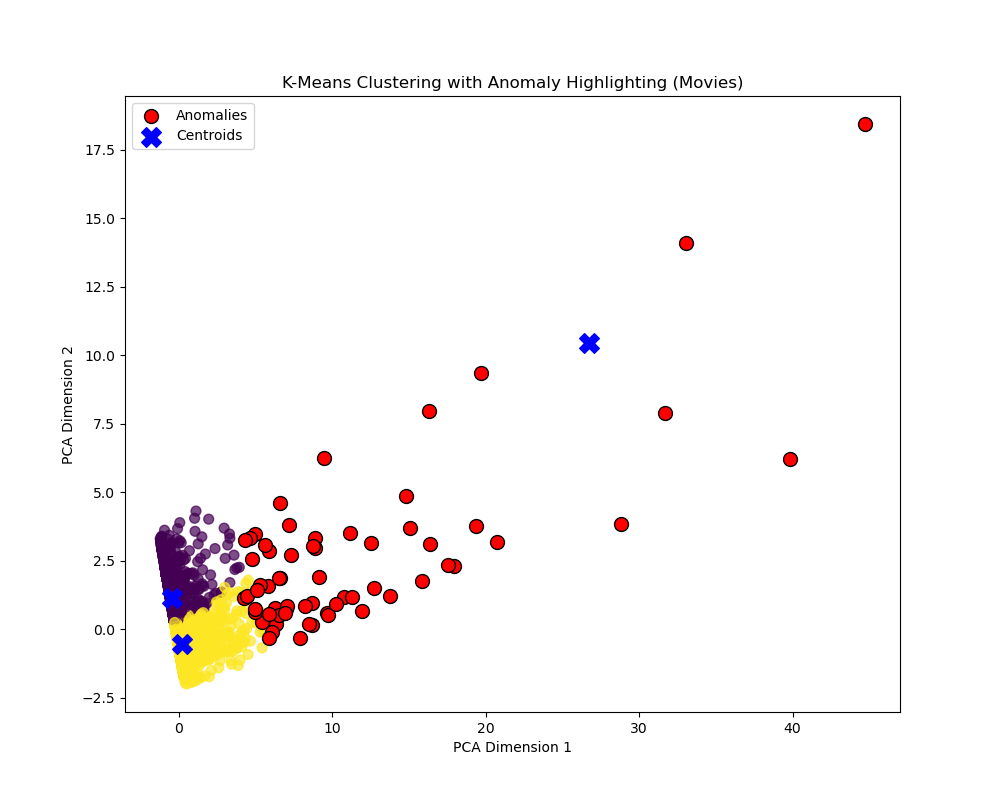 K-Means Clustering with Anomaly Highlighting (Movies)
Anomalies
Centroids
17.5
15.0
12.5
10.0
7.5
5.0
2.5
0.0
−2.5
PCA Dimension 2
0 10 20 30 40
PCA Dimension 1